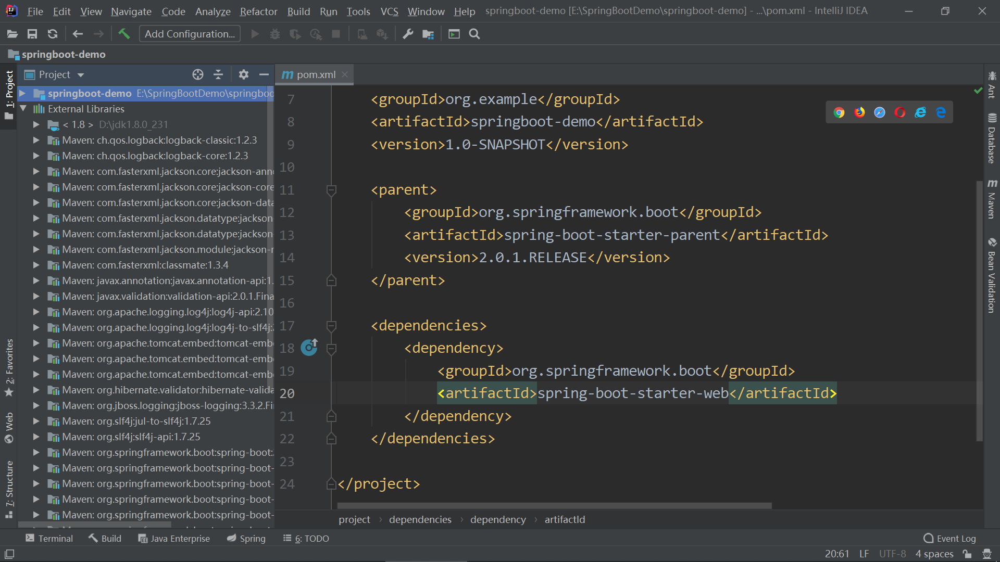 File Edit View Navigate Code Analyze Refactor Build Run Tools VCS Window Help springboot-demo [E:\SpringBootDemo\springboot-demo] - ...\pom.xml - IntelliJ IDEA
Add Configuration...
springboot-demo
1: Project
2: Favorites
Web
7: Structure
Project
springboot-demo E:\SpringBootDemo\springboo
External Libraries
< 1.8 > D:\jdk1.8.0_231
Maven: ch.qos.logback:logback-classic:1.2.3
Maven: ch.qos.logback:logback-core:1.2.3
Maven: com.fasterxml.jackson.core:jackson-ann
Maven: com.fasterxml.jackson.core:jackson-core
Maven: com.fasterxml.jackson.core:jackson-data
Maven: com.fasterxml.jackson.datatype:jackson-
Maven: com.fasterxml.jackson.datatype:jackson-
Maven: com.fasterxml.jackson.module:jackson-
Maven: com.fasterxml:classmate:1.3.4
Maven: javax.annotation:javax.annotation-api:1.
Maven: javax.validation:validation-api:2.0.1.Fina
Maven: org.apache.logging.log4j:log4j-api:2.10
Maven: org.apache.logging.log4j:log4j-to-slf4j:
Maven: org.apache.tomcat.embed:tomcat-emb
Maven: org.apache.tomcat.embed:tomcat-emb
Maven: org.apache.tomcat.embed:tomcat-emb
Maven: org.hibernate.validator:hibernate-valida
Maven: org.jboss.logging:jboss-logging:3.3.2.Fi
Maven: org.slf4j:jul-to-slf4j:1.7.25
Maven: org.slf4j:slf4j-api:1.7.25
Maven: org.springframework.boot:spring-boot:
Maven: org.springframework.boot:spring-boot-
Maven: org.springframework.boot:spring-boot-
Maven: org.springframework.boot:spring-boot-
Maven: org.springframework.boot:spring-boot-
m pom.xml
7 <groupId>org.example</groupId>
8 <artifactId>springboot-demo</artifactId>
9 <version>1.0-SNAPSHOT</version>
10
11 <parent>
12 <groupId>org.springframework.boot</groupId>
13 <artifactId>spring-boot-starter-parent</artifactId>
14 <version>2.0.1.RELEASE</version>
15 </parent>
16
17 <dependencies>
18 <dependency>
19 <groupId>org.springframework.boot</groupId>
20 <artifactId>spring-boot-starter-web</artifactId>
21 </dependency>
22 </dependencies>
23
24 </project>
project › dependencies › dependency › artifactId
Ant
Database
m Maven
Bean Validation
Terminal Build Java Enterprise Spring 6: TODO Event Log
20:61 LF UTF-8 4 spaces